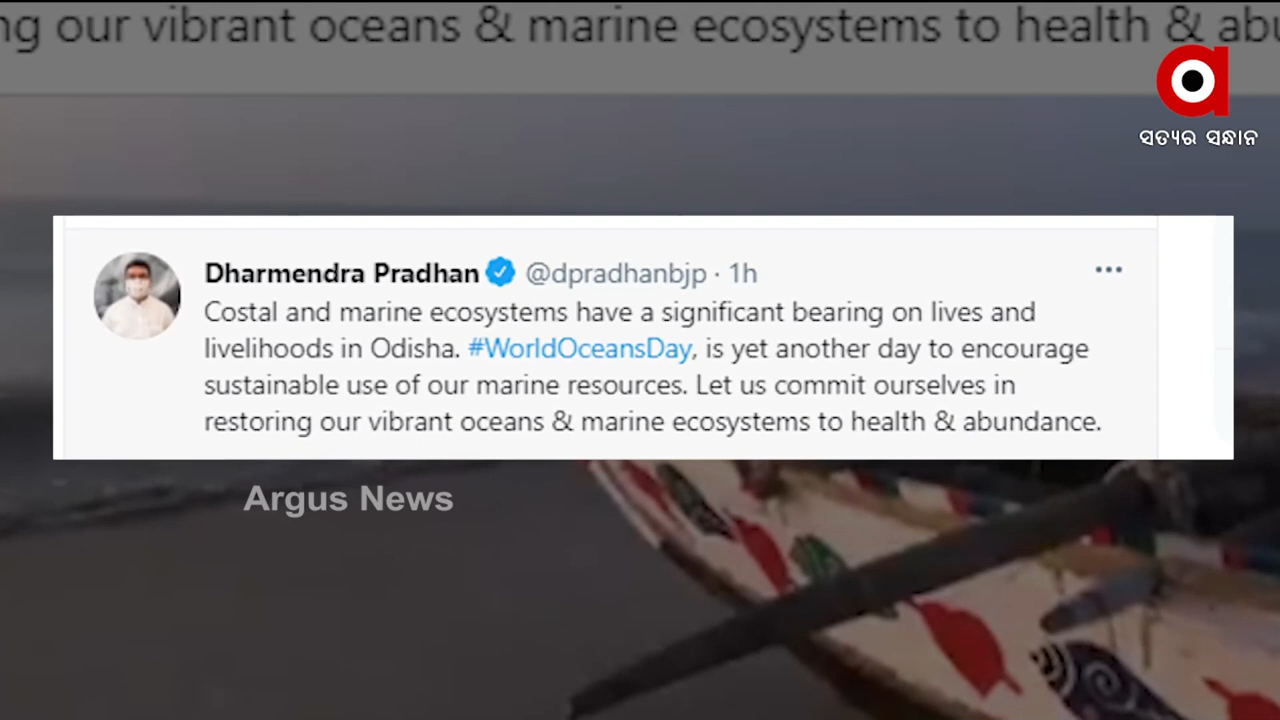 ng our vibrant oceans & marine ecosystems to health & abu
ସତ୍ୟର ସନ୍ଧାନ
Dharmendra Pradhan @dpradhanbjp · 1h
Costal and marine ecosystems have a significant bearing on lives and
livelihoods in Odisha. #WorldOceansDay, is yet another day to encourage
sustainable use of our marine resources. Let us commit ourselves in
restoring our vibrant oceans & marine ecosystems to health & abundance.
Argus News